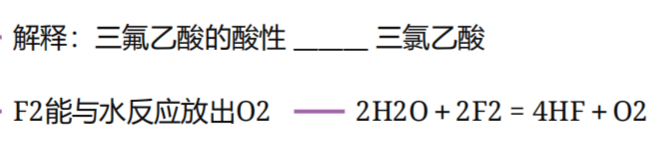 解释：三氟乙酸的酸性 _____ 三氯乙酸
F2能与水反应放出O2 —— 2H2O + 2F2 = 4HF + O2